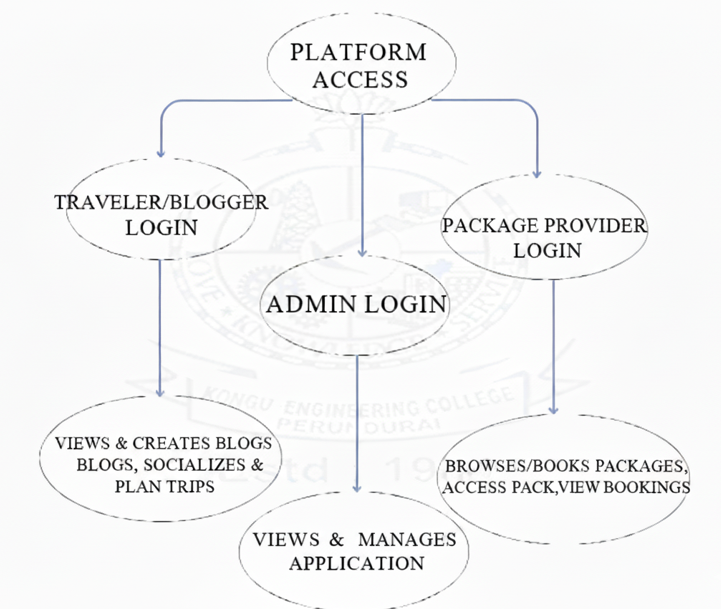 PLATFORM
ACCESS
TRAVELER/BLOGGER
LOGIN
PACKAGE PROVIDER
LOGIN
ADMIN LOGIN
VIEWS & CREATES BLOGS
BLOGS, SOCIALIZES &
PLAN TRIPS
BROWSES/BOOKS PACKAGES,
ACCESS PACK,VIEW BOOKINGS
VIEWS & MANAGES
APPLICATION
KONGU ENGINEERING COLLEGE
PERUNDURAI
Estd